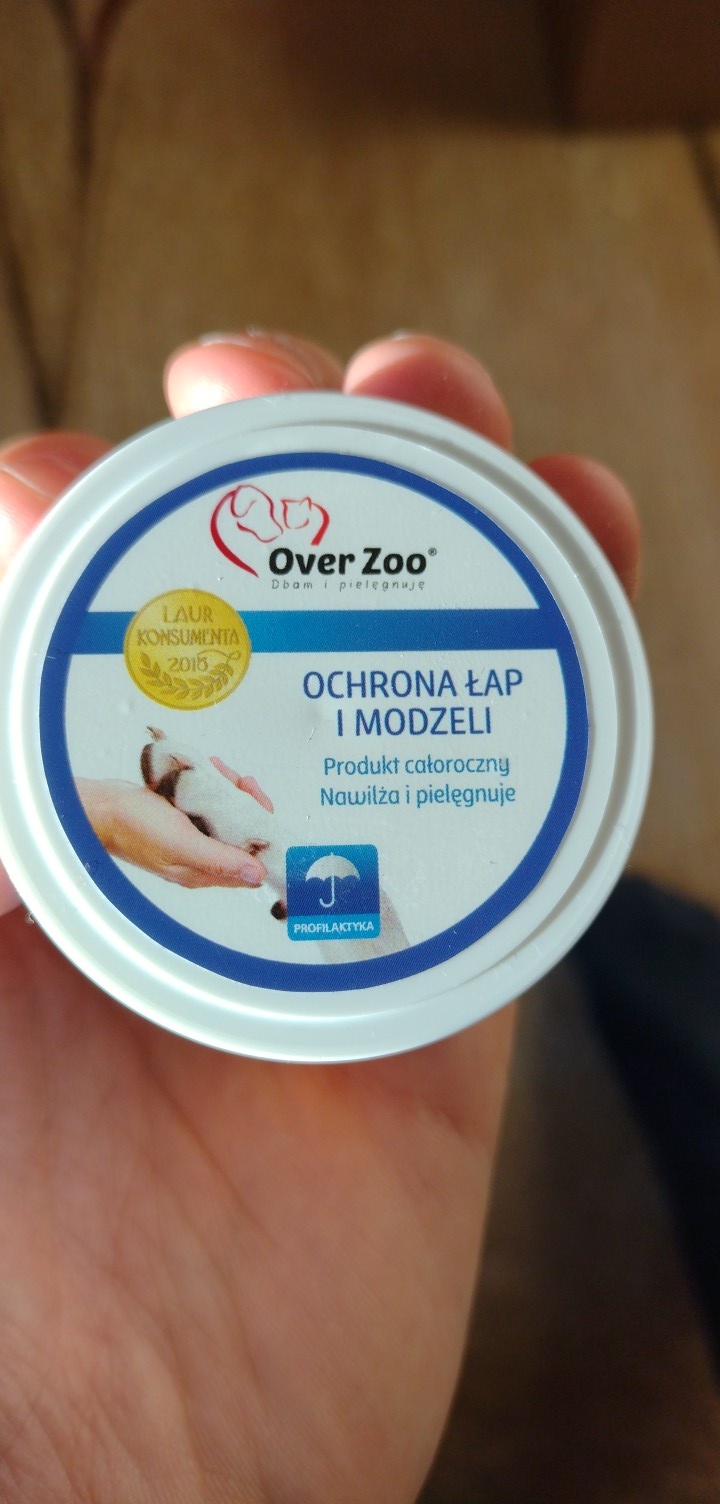 Over Zoo®
Dbam i pielęgnuję
LAUR
KONSUMENTA
2016
OCHRONA ŁAP
I MODZELI
Produkt całoroczny
Nawilża i pielęgnuje
PROFILAKTYKA